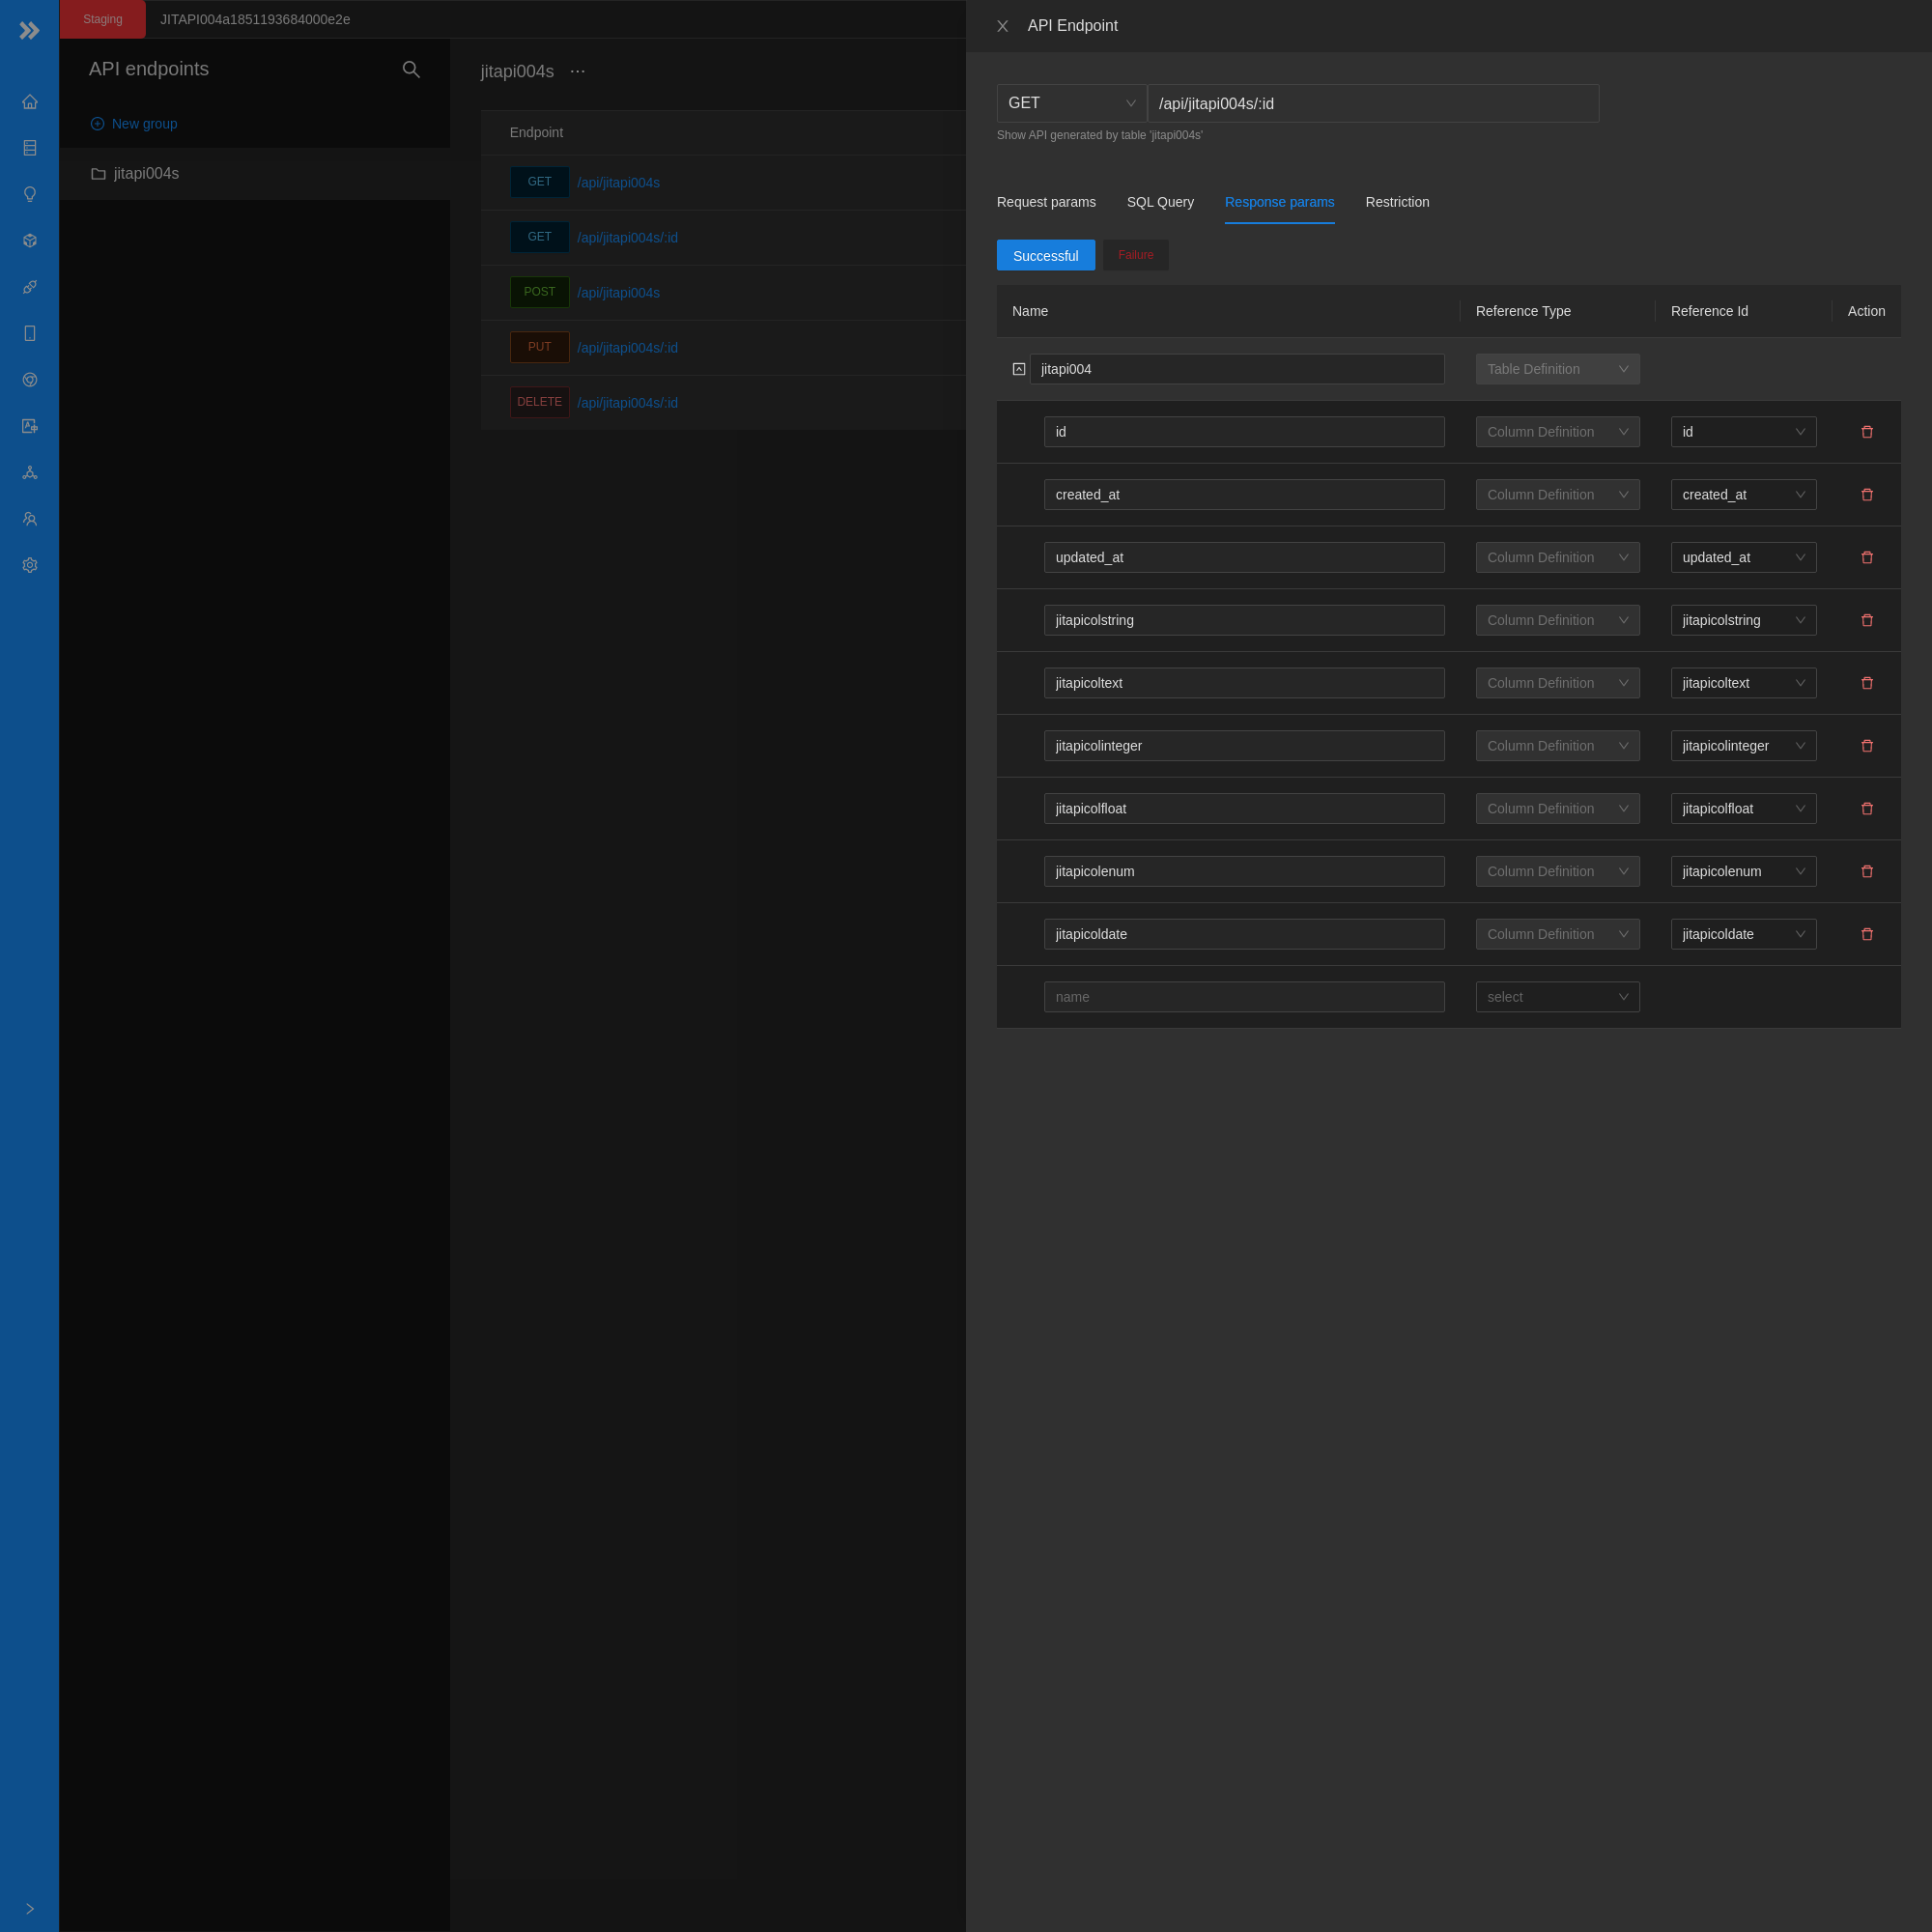 Staging JITAPI004a1851193684000e2e
API endpoints
New group
jitapi004s
jitapi004s ···
Endpoint
GET /api/jitapi004s
GET /api/jitapi004s/:id
POST /api/jitapi004s
PUT /api/jitapi004s/:id
DELETE /api/jitapi004s/:id
API Endpoint
GET /api/jitapi004s/:id
Show API generated by table 'jitapi004s'
Request params SQL Query Response params Restriction
Successful Failure
Name Reference Type Reference Id Action
jitapi004 Table Definition
id Column Definition id
created_at Column Definition created_at
updated_at Column Definition updated_at
jitapicolstring Column Definition jitapicolstring
jitapicoltext Column Definition jitapicoltext
jitapicolinteger Column Definition jitapicolinteger
jitapicolfloat Column Definition jitapicolfloat
jitapicolenum Column Definition jitapicolenum
jitapicoldate Column Definition jitapicoldate
name select